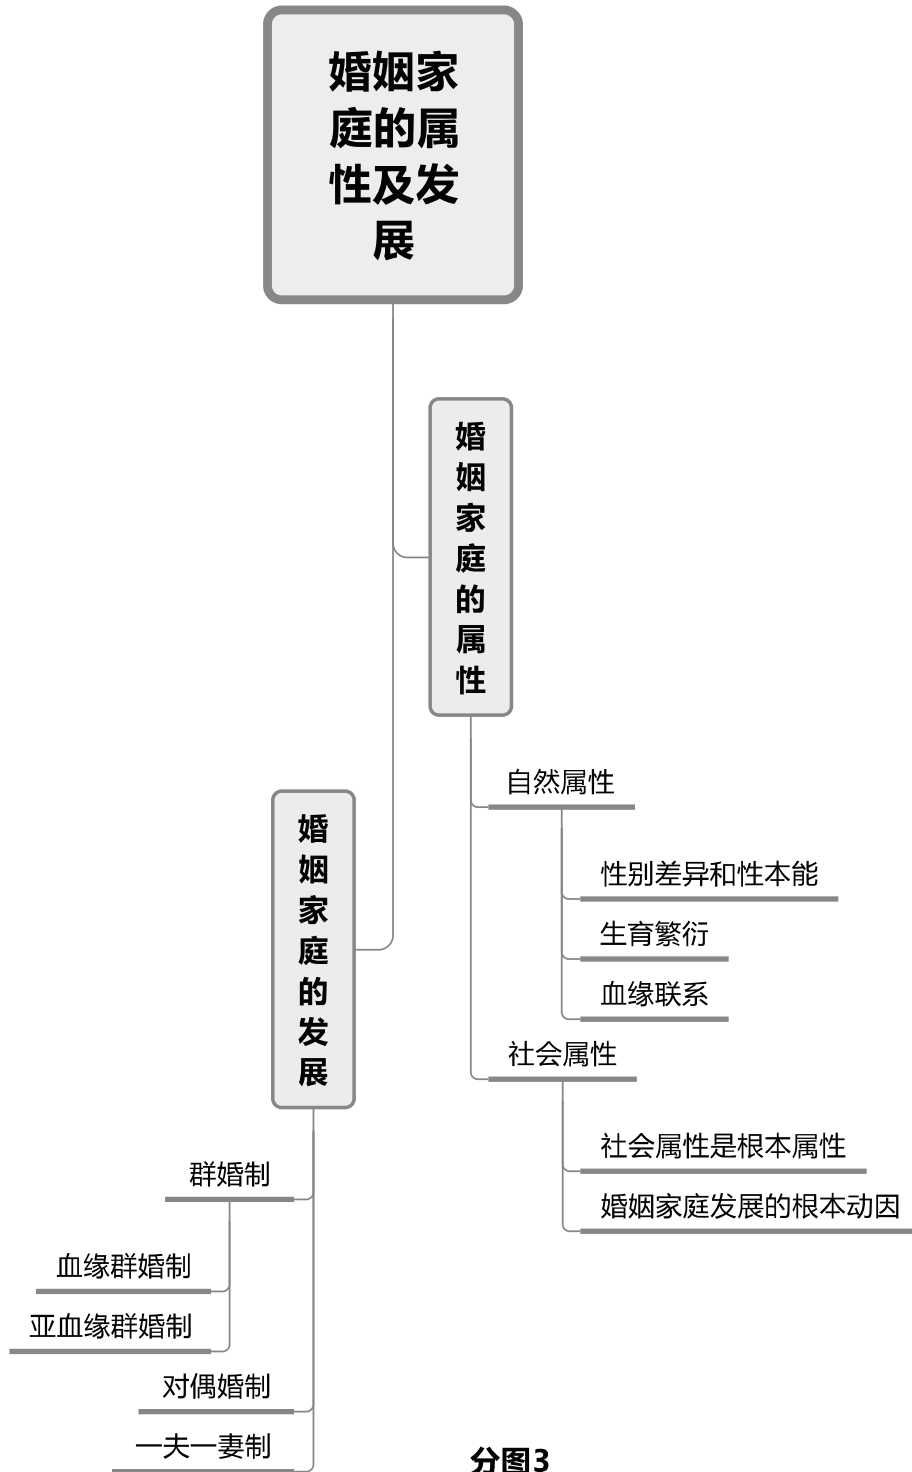 婚姻家
庭的属
性及发
展
婚
姻
家
庭
的
属
性
自然属性
性别差异和性本能
生育繁衍
血缘联系
社会属性
社会属性是根本属性
婚姻家庭发展的根本动因
婚
姻
家
庭
的
发
展
群婚制
血缘群婚制
亚血缘群婚制
对偶婚制
一夫一妻制
分图3